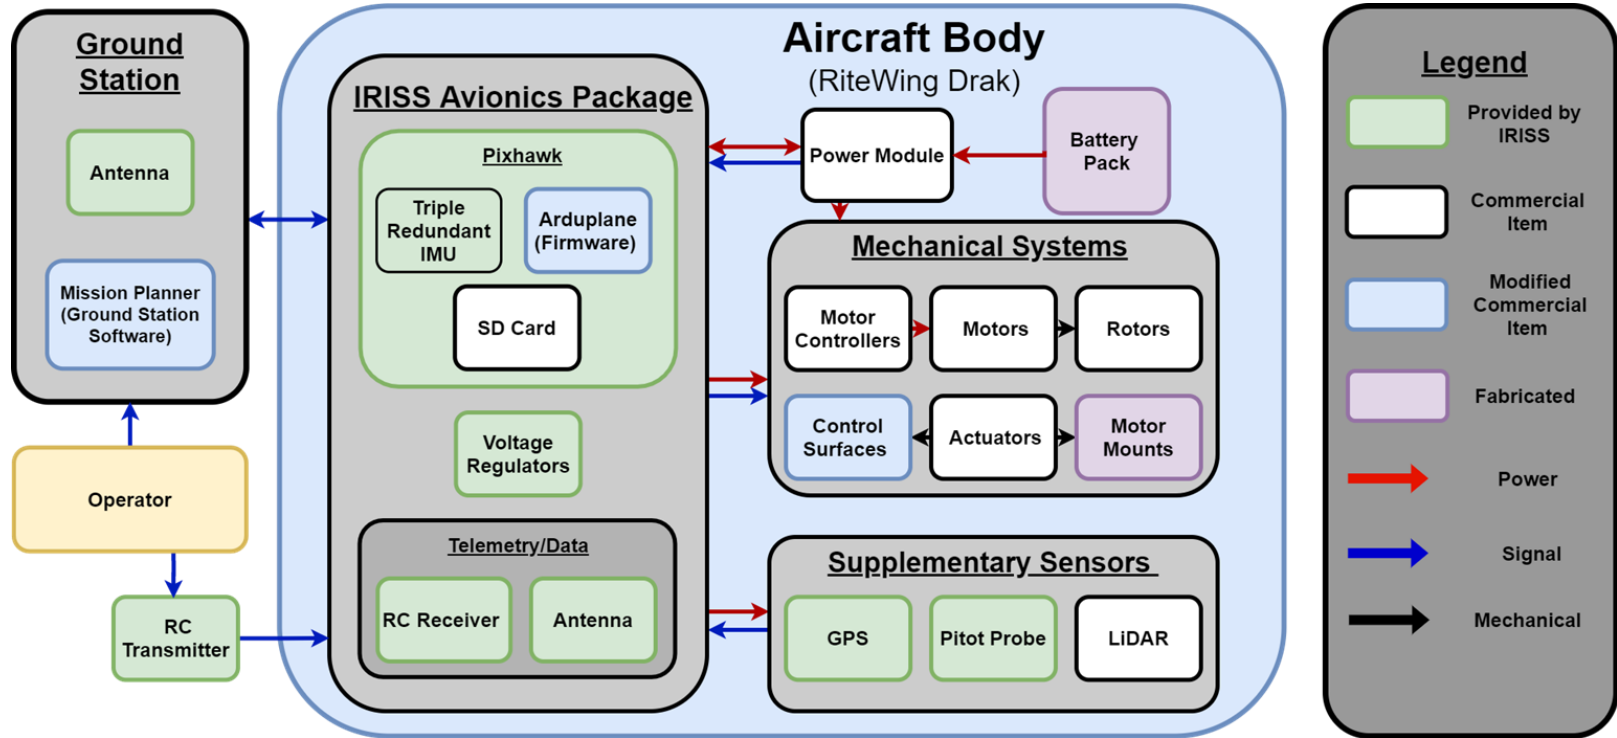 Ground
Station
Antenna
Mission Planner
(Ground Station
Software)
Operator
RC
Transmitter
Aircraft Body
(RiteWing Drak)
IRISS Avionics Package
Pixhawk
Triple
Redundant
IMU
Arduplane
(Firmware)
SD Card
Voltage
Regulators
Telemetry/Data
RC Receiver
Antenna
Power Module
Battery
Pack
Mechanical Systems
Motor
Controllers
Motors
Rotors
Control
Surfaces
Actuators
Motor
Mounts
Supplementary Sensors
GPS
Pitot Probe
LiDAR
Legend
Provided by
IRISS
Commercial
Item
Modified
Commercial
Item
Fabricated
Power
Signal
Mechanical